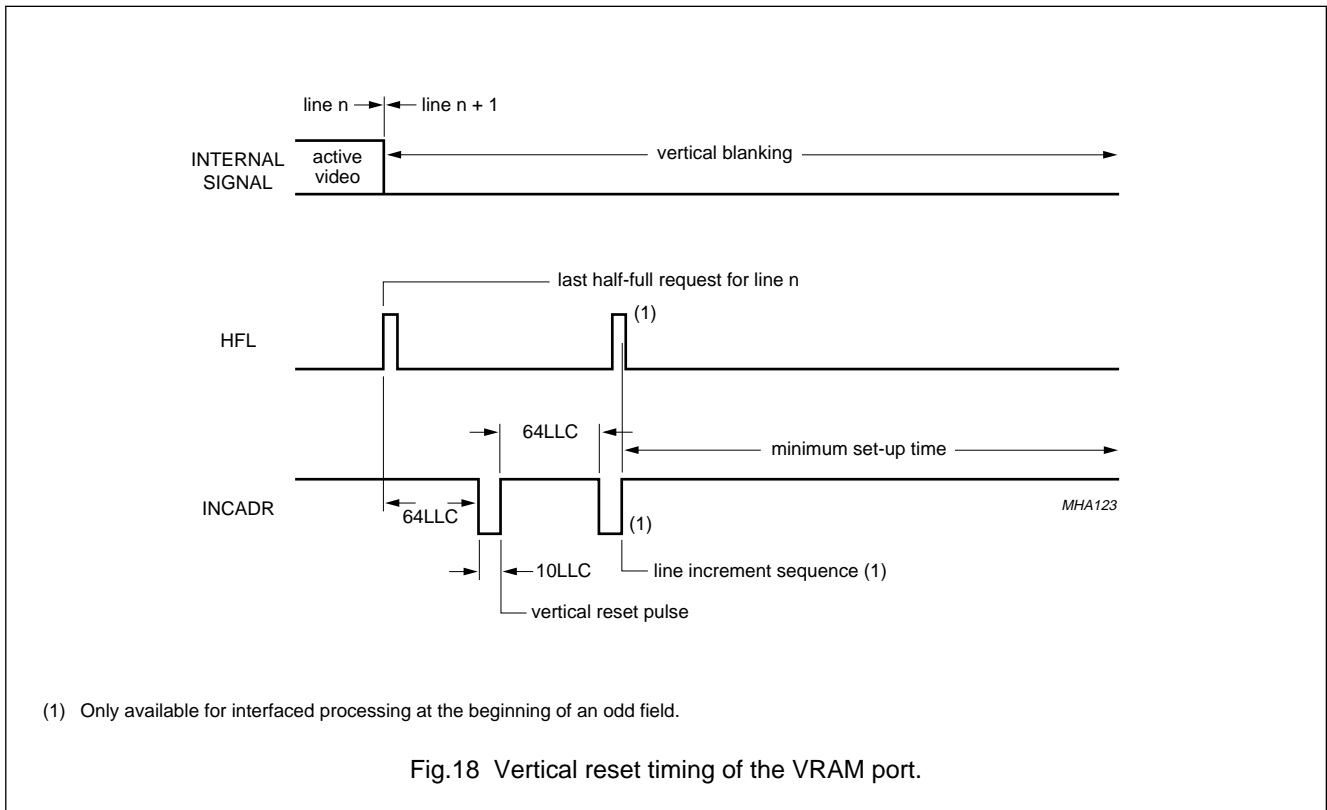 line n
line n + 1
INTERNAL
SIGNAL
active
video
vertical blanking
last half-full request for line n
(1)
HFL
64LLC
minimum set-up time
INCADR
64LLC
(1)
MHA123
10LLC
line increment sequence (1)
vertical reset pulse
(1) Only available for interfaced processing at the beginning of an odd field.
Fig.18 Vertical reset timing of the VRAM port.